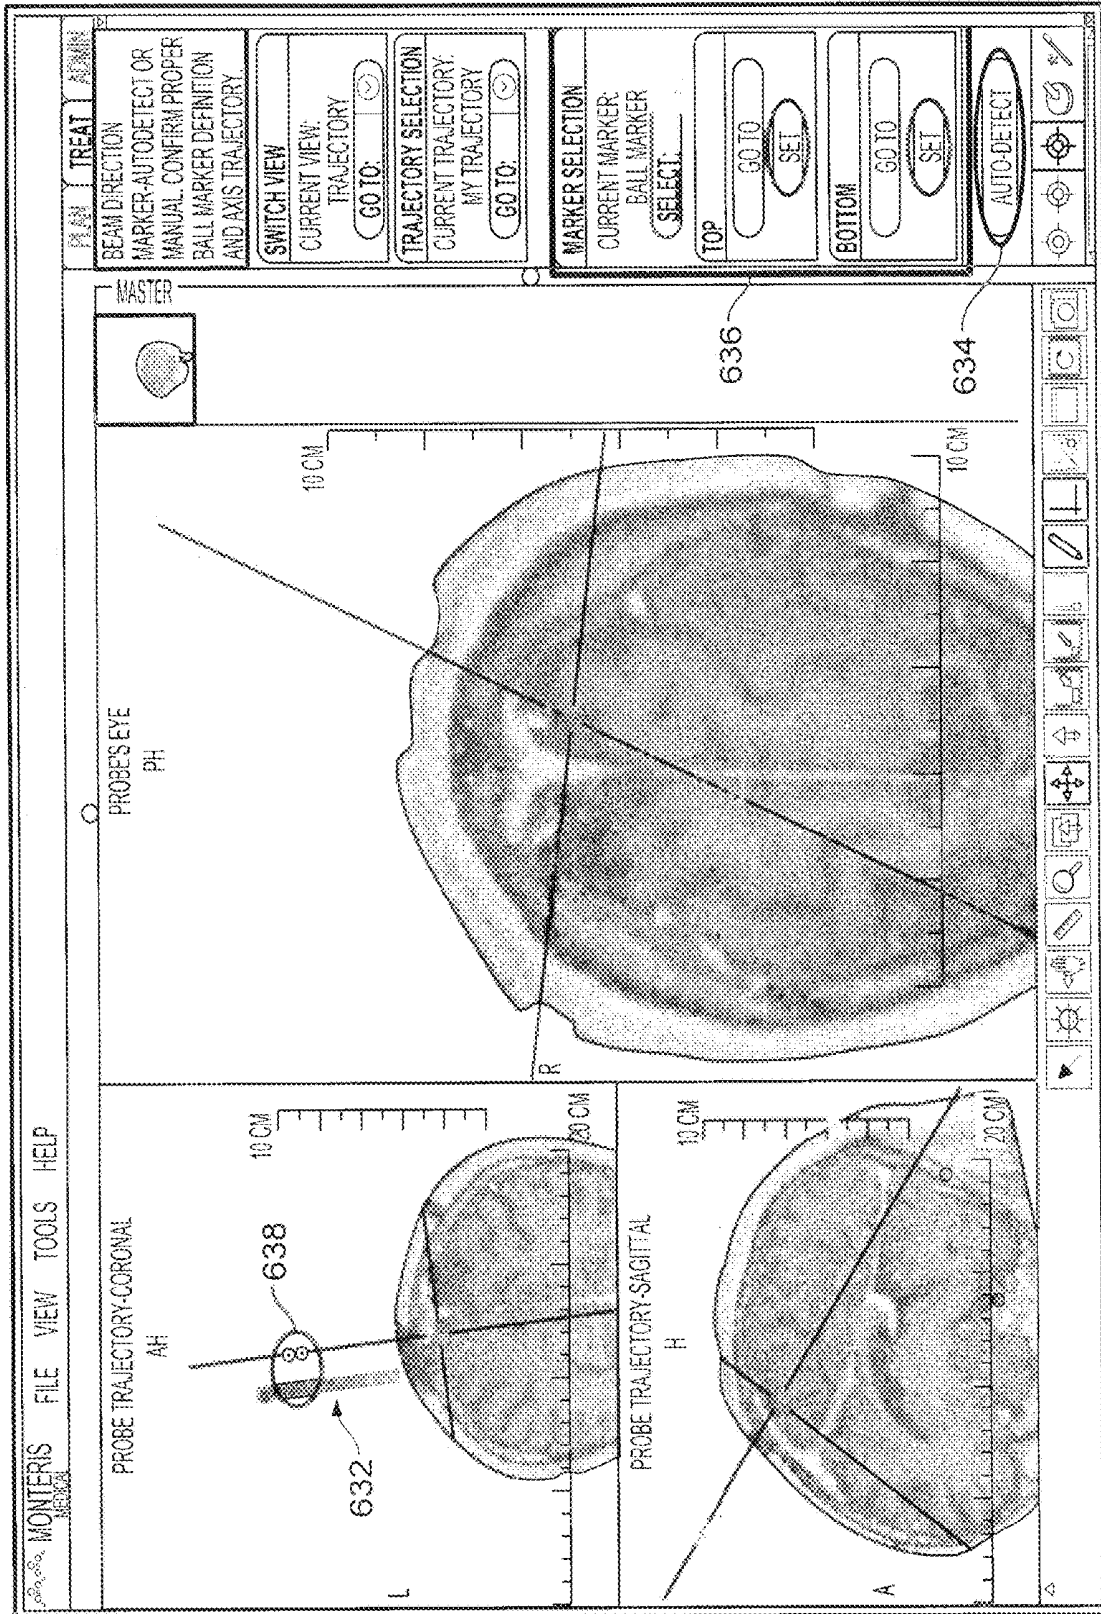 MONTERIS
MEDICAL
FILE VIEW TOOLS HELP
PLAN TREAT ADMIN
PROBE TRAJECTORY-CORONAL
AH
10 CM
638
632
L
20 CM
PROBE TRAJECTORY-SAGITTAL
H
10 CM
A
20 CM
PROBE'S EYE
PH
10 CM
R
10 CM
MASTER
BEAM DIRECTION
MARKER-AUTODETECT OR
MANUAL. CONFIRM PROPER
BALL MARKER DEFINITION
AND AXIS TRAJECTORY.
SWITCH VIEW
CURRENT VIEW:
TRAJECTORY
GO TO:
TRAJECTORY SELECTION
CURRENT TRAJECTORY:
MY TRAJECTORY
GO TO:
MARKER SELECTION
CURRENT MARKER:
BALL MARKER
SELECT:
TOP
GO TO
SET
BOTTOM
GO TO
SET
AUTO-DETECT
636
634